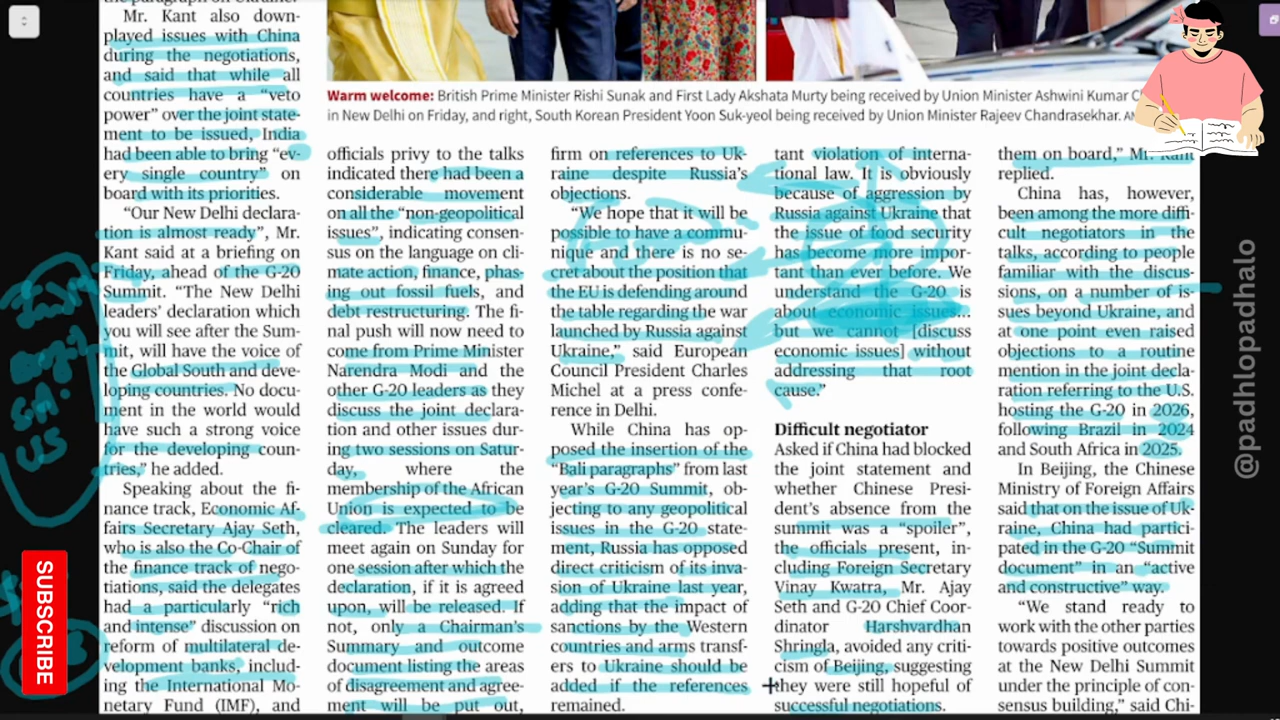 the paragraph on Ukraine.
Mr. Kant also down-
played issues with China
during the negotiations,
and said that while all
countries have a “veto
power” over the joint state-
ment to be issued, India
had been able to bring “ev-
ery single country” on
board with its priorities.
“Our New Delhi declara-
tion is almost ready”, Mr.
Kant said at a briefing on
Friday, ahead of the G-20
Summit. “The New Delhi
leaders’ declaration which
you will see after the Sum-
mit, will have the voice of
the Global South and deve-
loping countries. No docu-
ment in the world would
have such a strong voice
for the developing coun-
tries,” he added.
Speaking about the fi-
nance track, Economic Af-
fairs Secretary Ajay Seth,
who is also the Co-Chair of
the finance track of nego-
tiations, said the delegates
had a particularly “rich
and intense” discussion on
reform of multilateral de-
velopment banks, includ-
ing the International Mo-
netary Fund (IMF), and
Warm welcome: British Prime Minister Rishi Sunak and First Lady Akshata Murty being received by Union Minister Ashwini Kumar C
in New Delhi on Friday, and right, South Korean President Yoon Suk-yeol being received by Union Minister Rajeev Chandrasekhar.
officials privy to the talks
indicated there had been a
considerable movement
on all the “non-geopolitical
issues”, indicating consen-
sus on the language on cli-
mate action, finance, phas-
ing out fossil fuels, and
debt restructuring. The fi-
nal push will now need to
come from Prime Minister
Narendra Modi and the
other G-20 leaders as they
discuss the joint declara-
tion and other issues dur-
ing two sessions on Satur-
day, where the
membership of the African
Union is expected to be
cleared. The leaders will
meet again on Sunday for
one session after which the
declaration, if it is agreed
upon, will be released. If
not, only a Chairman’s
Summary and outcome
document listing the areas
of disagreement and agree-
ment will be put out,
firm on references to Uk-
raine despite Russia’s
objections.
“We hope that it will be
possible to have a commu-
nique and there is no se-
cret about the position that
the EU is defending around
the table regarding the war
launched by Russia against
Ukraine,” said European
Council President Charles
Michel at a press confe-
rence in Delhi.
While China has op-
posed the insertion of the
“Bali paragraphs” from last
year’s G-20 Summit, ob-
jecting to any geopolitical
issues in the G-20 state-
ment, Russia has opposed
direct criticism of its inva-
sion of Ukraine last year,
adding that the impact of
sanctions by the Western
countries and arms transf-
ers to Ukraine should be
added if the references
remained.
tant violation of interna-
tional law. It is obviously
because of aggression by
Russia against Ukraine that
the issue of food security
has become more impor-
tant than ever before. We
understand the G-20 is
about economic issues...
but we cannot [discuss
economic issues] without
addressing that root
cause.”
Difficult negotiator
Asked if China had blocked
the joint statement and
whether Chinese Presi-
dent’s absence from the
summit was a “spoiler”,
the officials present, in-
cluding Foreign Secretary
Vinay Kwatra, Mr. Ajay
Seth and G-20 Chief Coor-
dinator Harshvardhan
Shringla, avoided any criti-
cism of Beijing, suggesting
they were still hopeful of
successful negotiations.
them on board,” Mr. Kant
replied.
China has, however,
been among the more diffi-
cult negotiators in the
talks, according to people
familiar with the discus-
sions, on a number of is-
sues beyond Ukraine, and
at one point even raised
objections to a routine
mention in the joint decla-
ration referring to the U.S.
hosting the G-20 in 2026,
following Brazil in 2024
and South Africa in 2025.
In Beijing, the Chinese
Ministry of Foreign Affairs
said that on the issue of Uk-
raine, China had partici-
pated in the G-20 “Summit
document” in an “active
and constructive” way.
“We stand ready to
work with the other parties
towards positive outcomes
at the New Delhi Summit
under the principle of con-
sensus building,” said Chi-
US
SUBSCRIBE
@padhlopadhalo